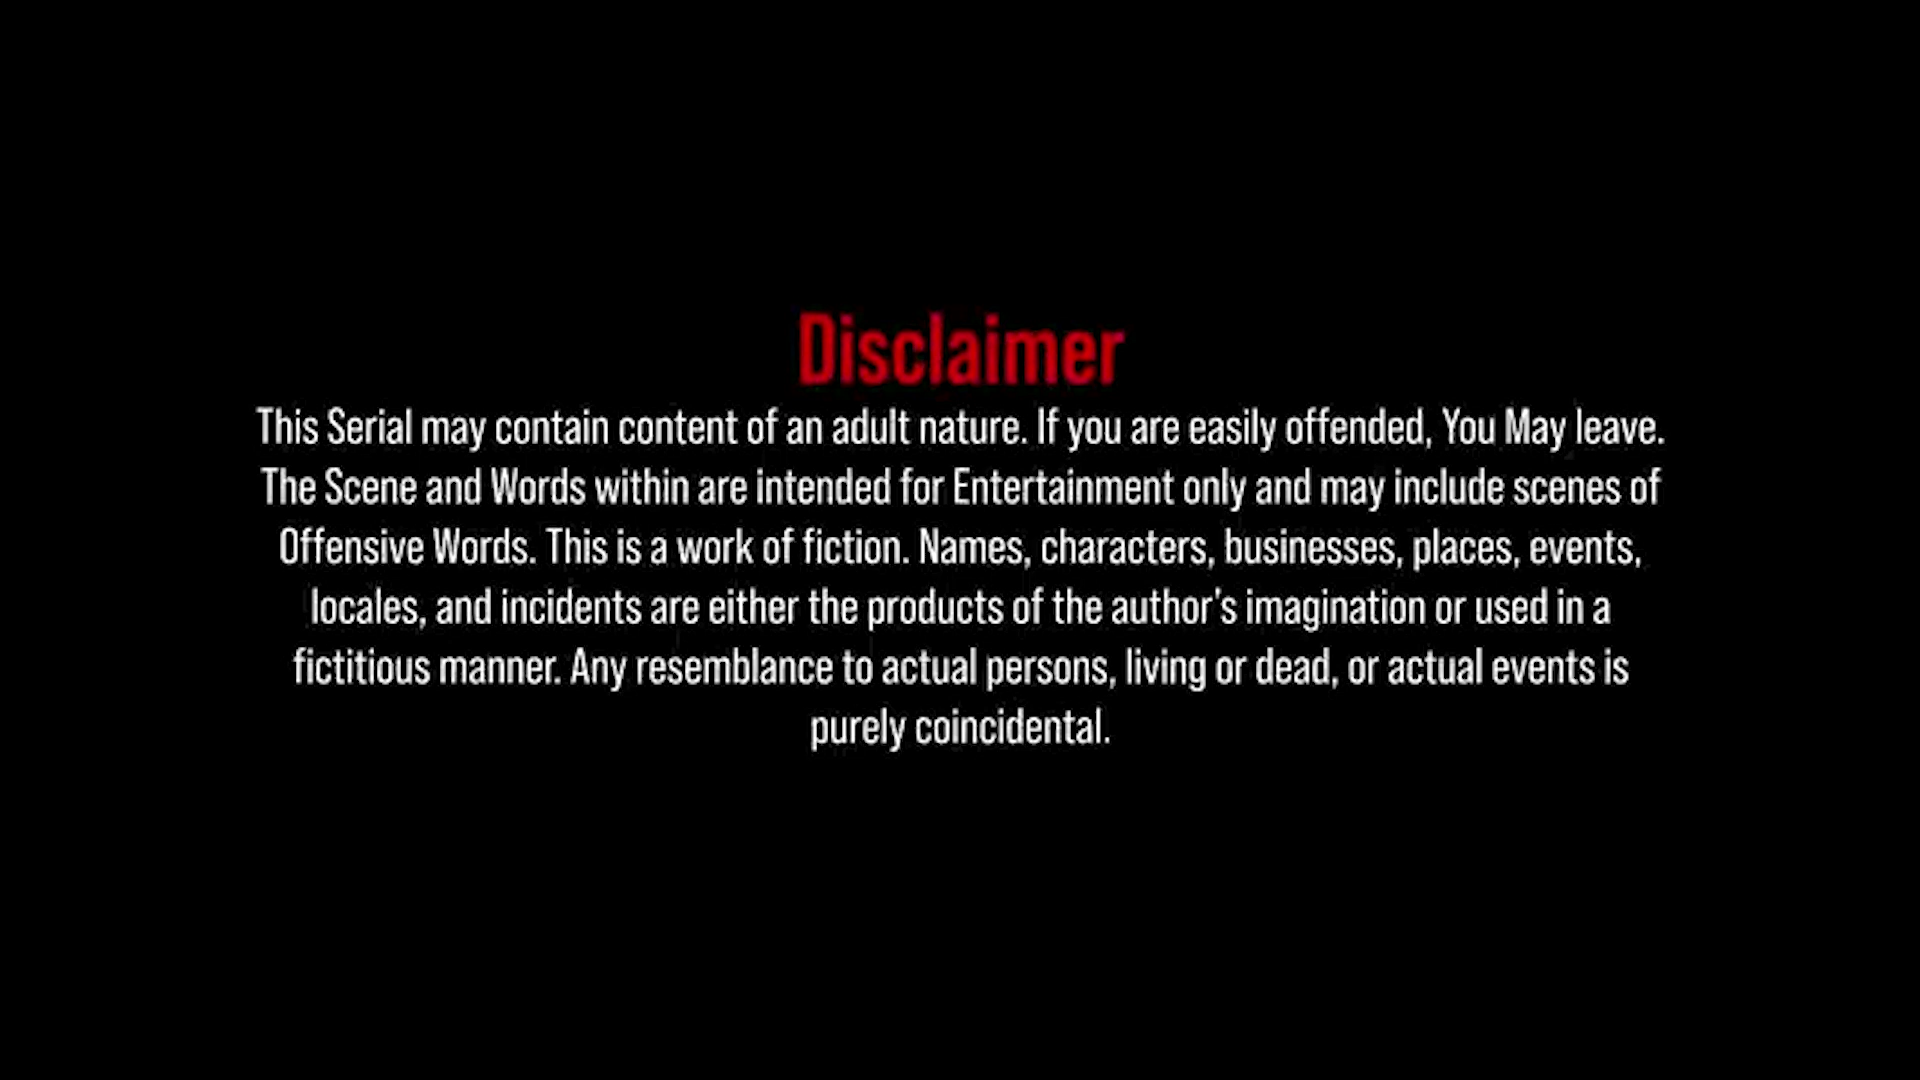 Disclaimer
This Serial may contain content of an adult nature. If you are easily offended, You May leave.
The Scene and Words within are intended for Entertainment only and may include scenes of
Offensive Words. This is a work of fiction. Names, characters, businesses, places, events,
locales, and incidents are either the products of the author's imagination or used in a
fictitious manner. Any resemblance to actual persons, living or dead, or actual events is
purely coincidental.